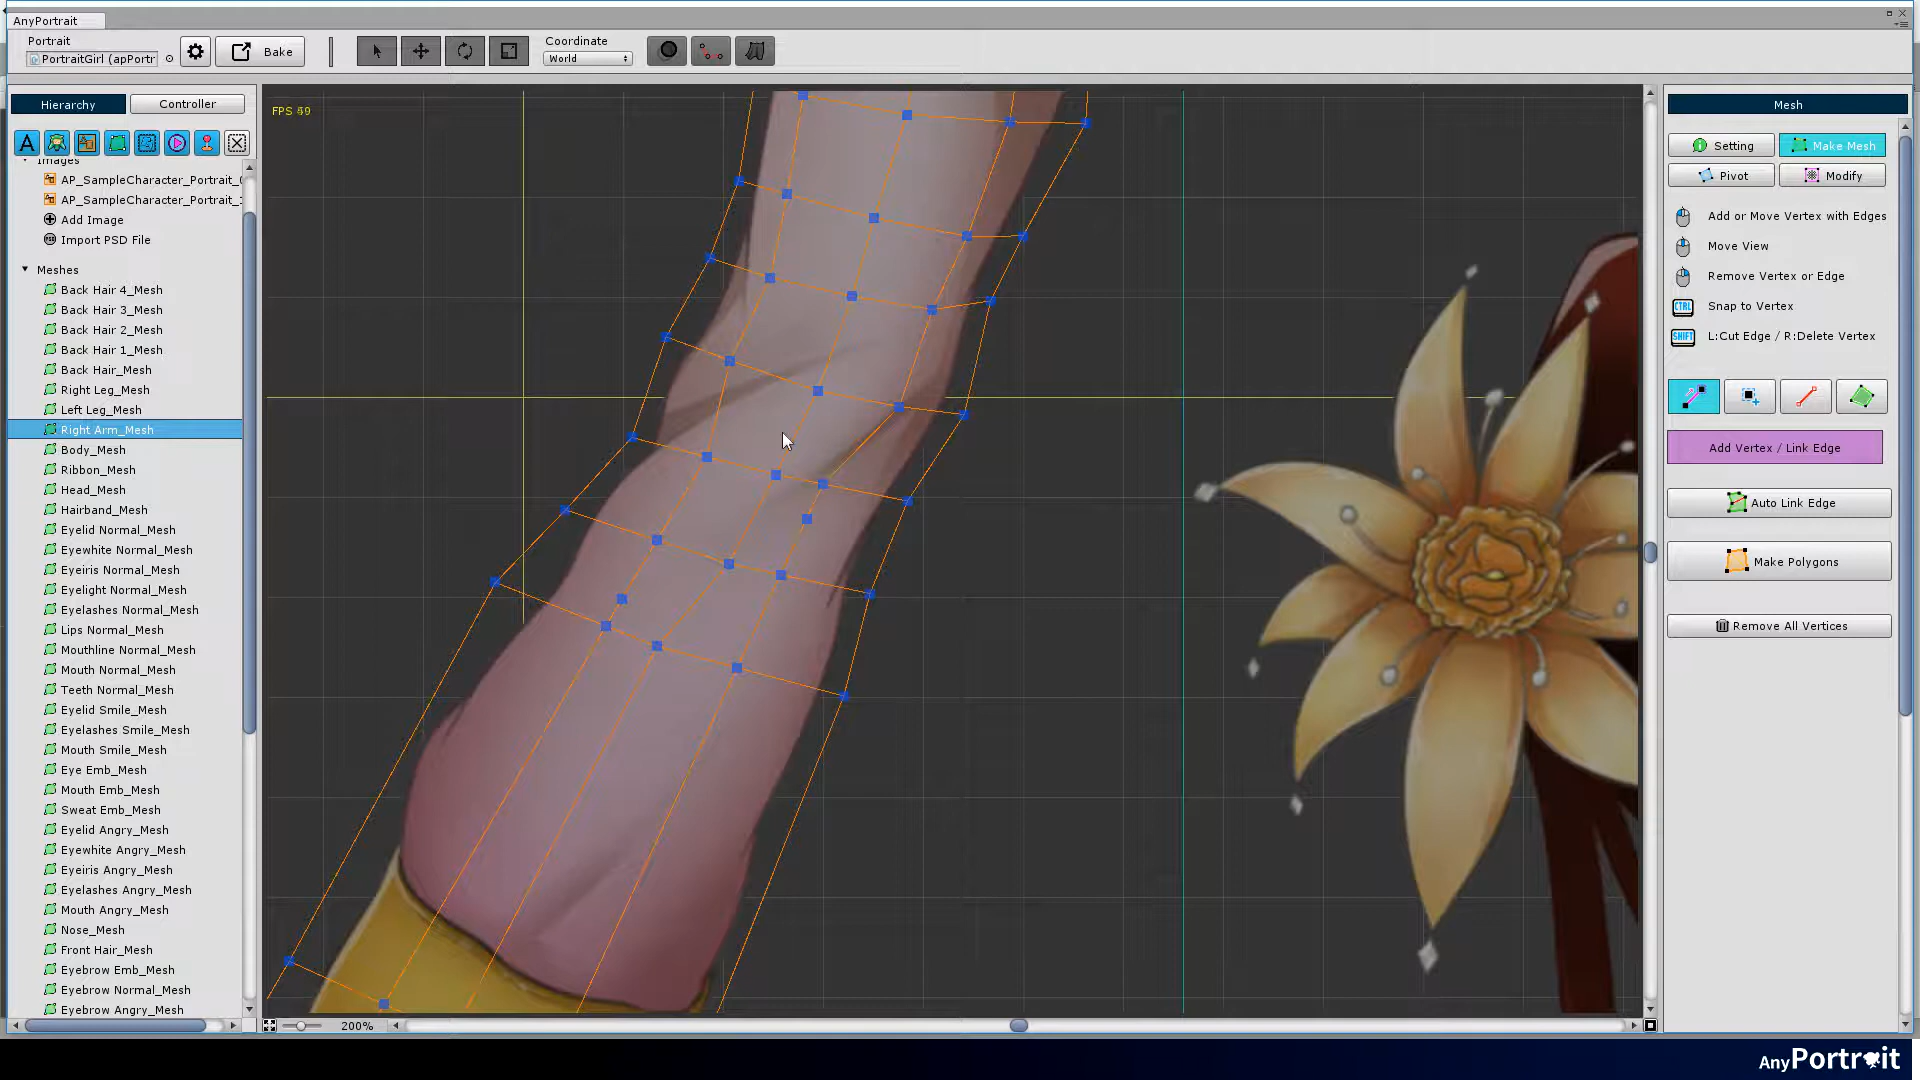 AnyPortrait
Portrait
PortraitGirl (apPortr
Bake
Coordinate
World
Hierarchy
Controller
FPS 49
Images
AP_SampleCharacter_Portrait_
AP_SampleCharacter_Portrait_
Add Image
Import PSD File
Meshes
Back Hair 4_Mesh
Back Hair 3_Mesh
Back Hair 2_Mesh
Back Hair 1_Mesh
Back Hair_Mesh
Right Leg_Mesh
Left Leg_Mesh
Right Arm_Mesh
Body_Mesh
Ribbon_Mesh
Head_Mesh
Hairband_Mesh
Eyelid Normal_Mesh
Eyewhite Normal_Mesh
Eyeiris Normal_Mesh
Eyelight Normal_Mesh
Eyelashes Normal_Mesh
Lips Normal_Mesh
Mouthline Normal_Mesh
Mouth Normal_Mesh
Teeth Normal_Mesh
Eyelid Smile_Mesh
Eyelashes Smile_Mesh
Mouth Smile_Mesh
Eye Emb_Mesh
Mouth Emb_Mesh
Sweat Emb_Mesh
Eyelid Angry_Mesh
Eyewhite Angry_Mesh
Eyeiris Angry_Mesh
Eyelashes Angry_Mesh
Mouth Angry_Mesh
Nose_Mesh
Front Hair_Mesh
Eyebrow Emb_Mesh
Eyebrow Normal_Mesh
Eyebrow Angry_Mesh
200%
Mesh
Setting
Make Mesh
Pivot
Modify
Add or Move Vertex with Edges
Move View
Remove Vertex or Edge
CTRL
Snap to Vertex
SHIFT
L:Cut Edge / R:Delete Vertex
Add Vertex / Link Edge
Auto Link Edge
Make Polygons
Remove All Vertices
AnyPortrait